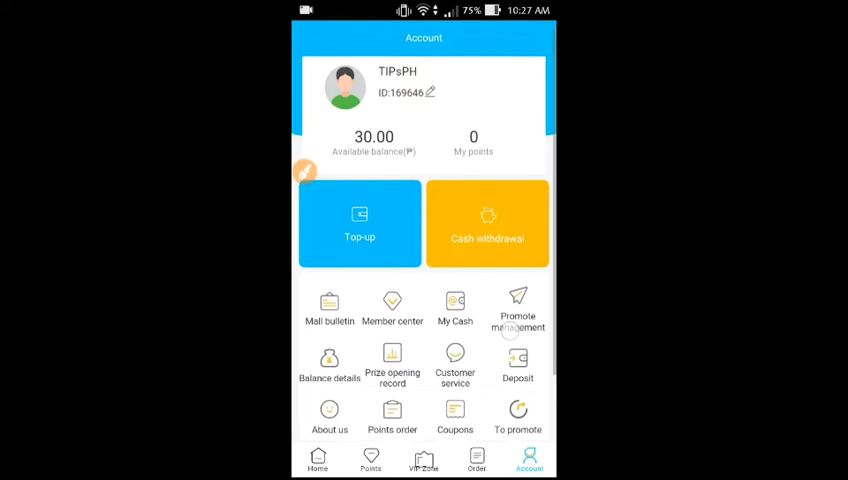 75% 10:27 AM
Account
TIPsPH
ID:169646
30.00 0
Available balance(₱) My points
Top-up Cash withdrawal
Mall bulletin Member center My Cash Promote management
Balance details Prize opening record Customer service Deposit
About us Points order Coupons To promote
Home Points VIP Zone Order Account